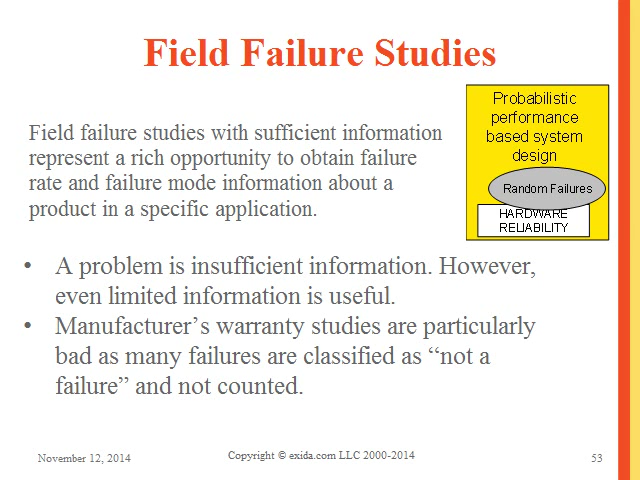 Field Failure Studies
Probabilistic
performance
based system
design
Random Failures
HARDWARE
RELIABILITY
Field failure studies with sufficient information
represent a rich opportunity to obtain failure
rate and failure mode information about a
product in a specific application.
• A problem is insufficient information. However,
even limited information is useful.
• Manufacturer’s warranty studies are particularly
bad as many failures are classified as “not a
failure” and not counted.
November 12, 2014
Copyright © exida.com LLC 2000-2014
53